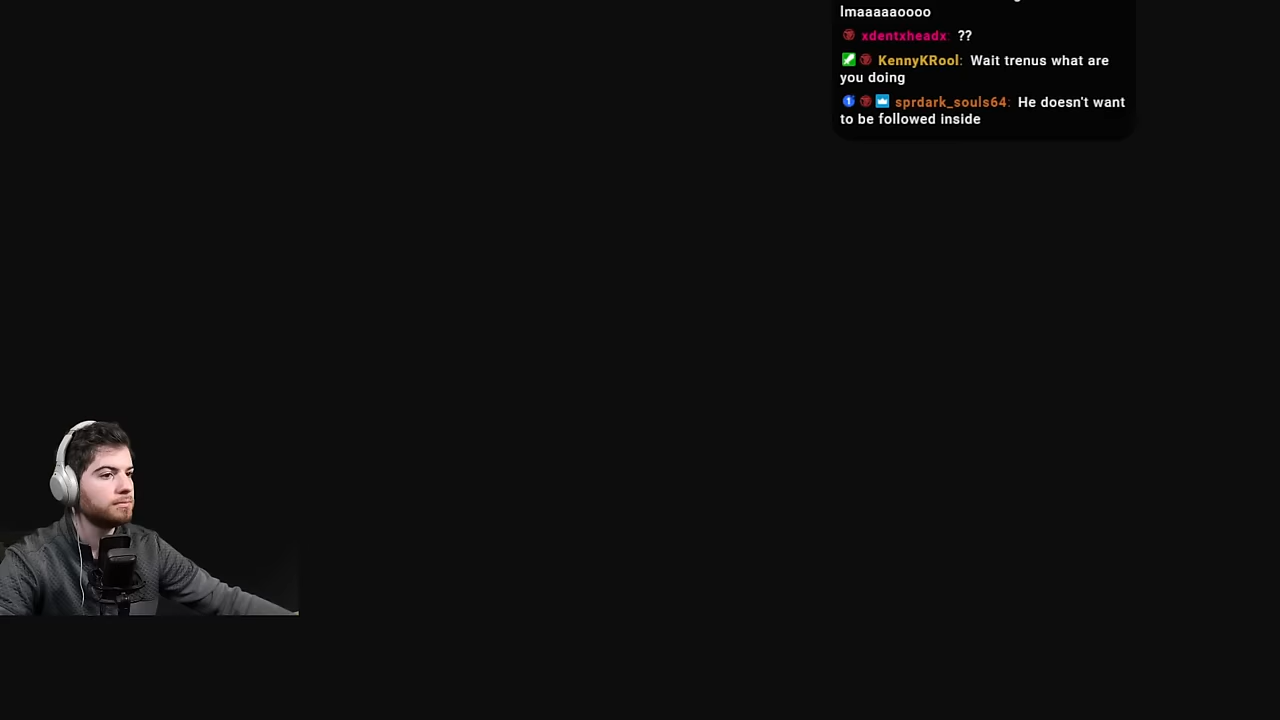 lmaaaaaoooo
xdentxheadx: ??
KennyKRool: Wait trenus what are
you doing
sprdark_souls64: He doesn't want
to be followed inside